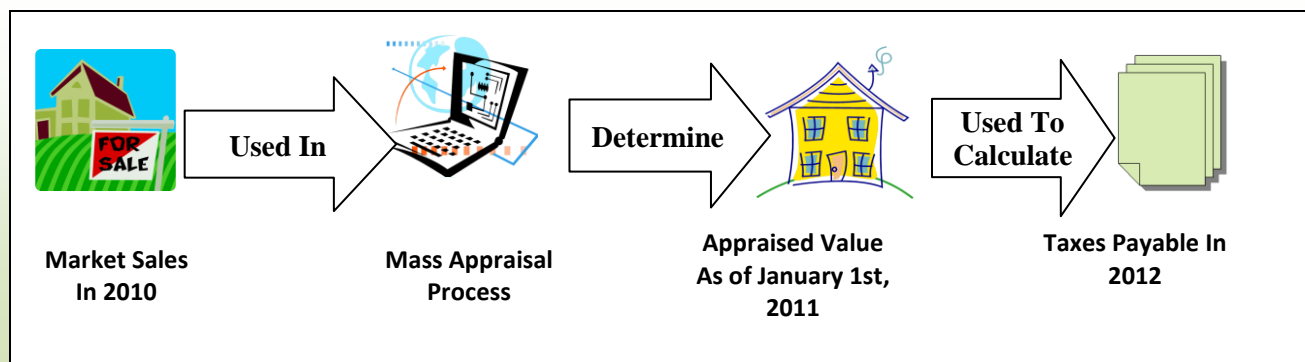 FOR
SALE
Used In
Determine
Used To
Calculate
Market Sales
In 2010
Mass Appraisal
Process
Appraised Value
As of January 1st,
2011
Taxes Payable In
2012